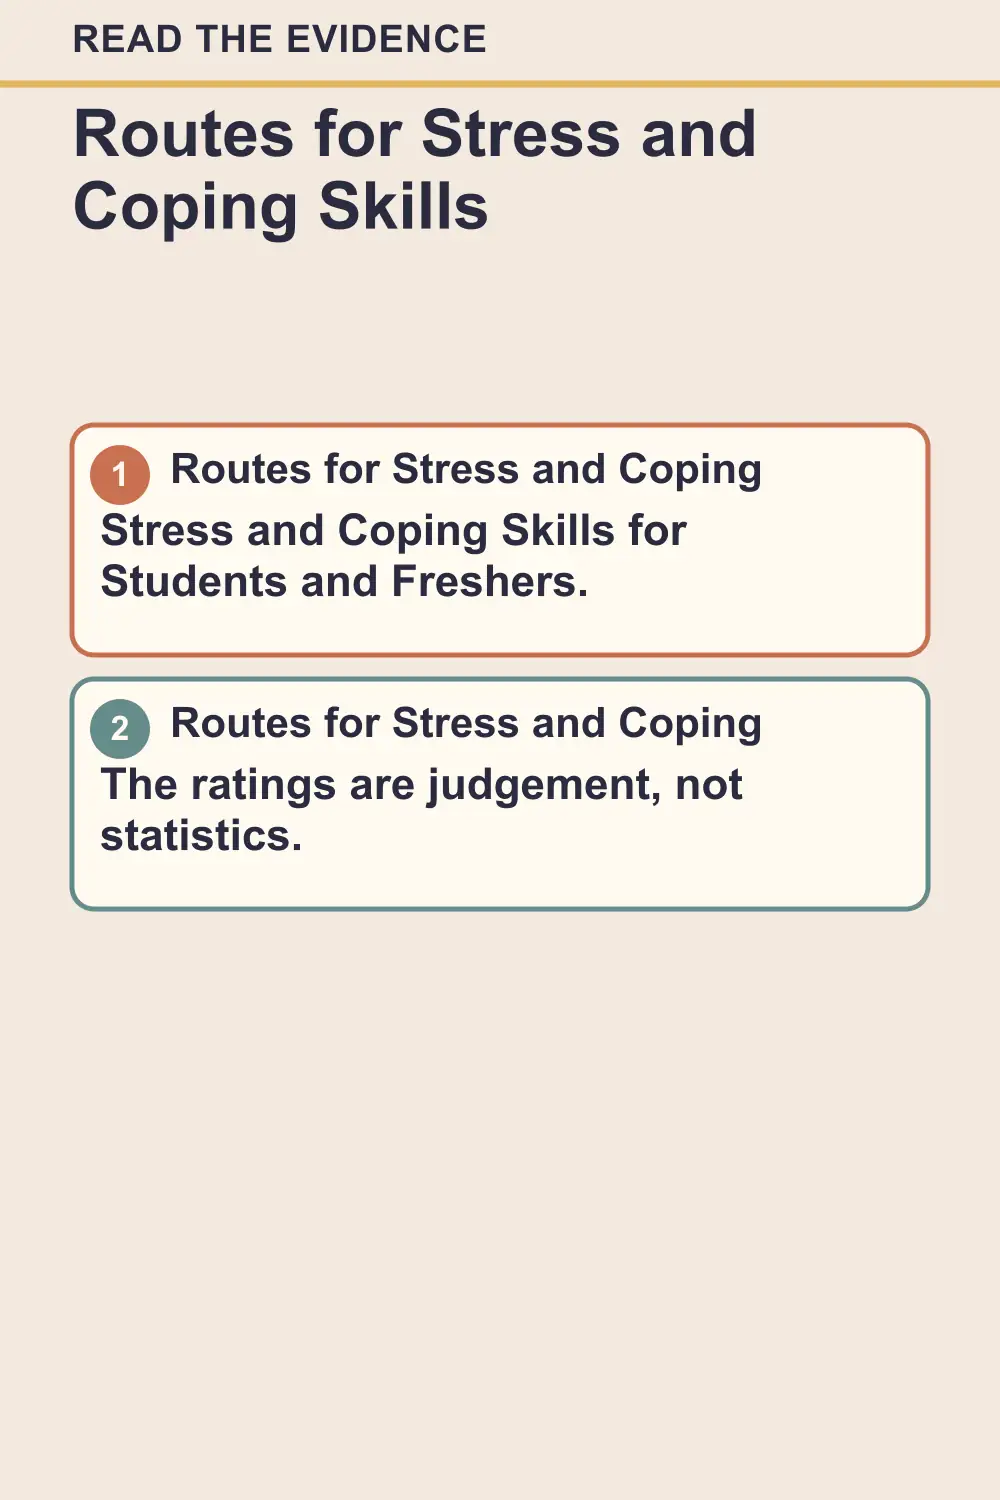 READ THE EVIDENCE
Routes for Stress and
Coping Skills
1 Routes for Stress and Coping
Stress and Coping Skills for
Students and Freshers.
2 Routes for Stress and Coping
The ratings are judgement, not
statistics.